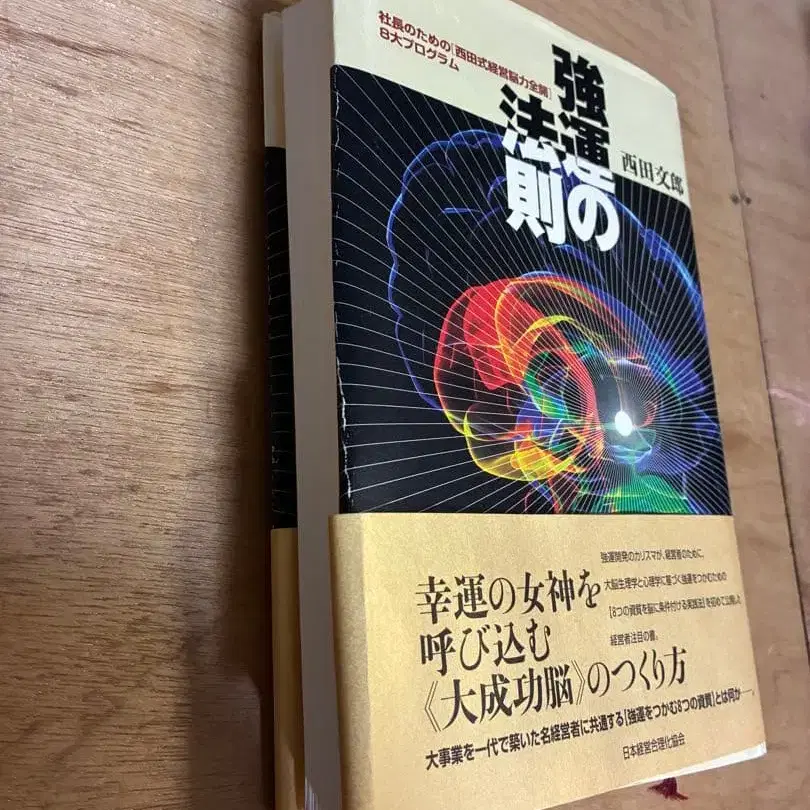 社長のための[西田式経営脳力全開]
8大プログラム
強運の
法則
西田文郎
強運開発のカリスマが、経営者のために、
大脳生理学と心理学に基づく強運をつかむための
【8つの資質を脳に条件付ける実践法】を初めて公開した
経営者注目の書。
幸運の女神を
呼び込む
《大成功脳》のつくり方
大事業を一代で築いた名経営者に共通する【強運をつかむ8つの資質】とは何か──。
日本経営合理化協会